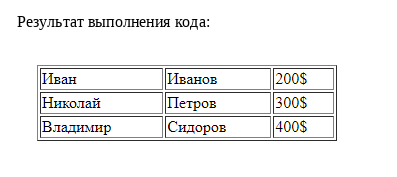 Результат выполнения кода:
Иван Иванов 200$
Николай Петров 300$
Владимир Сидоров 400$